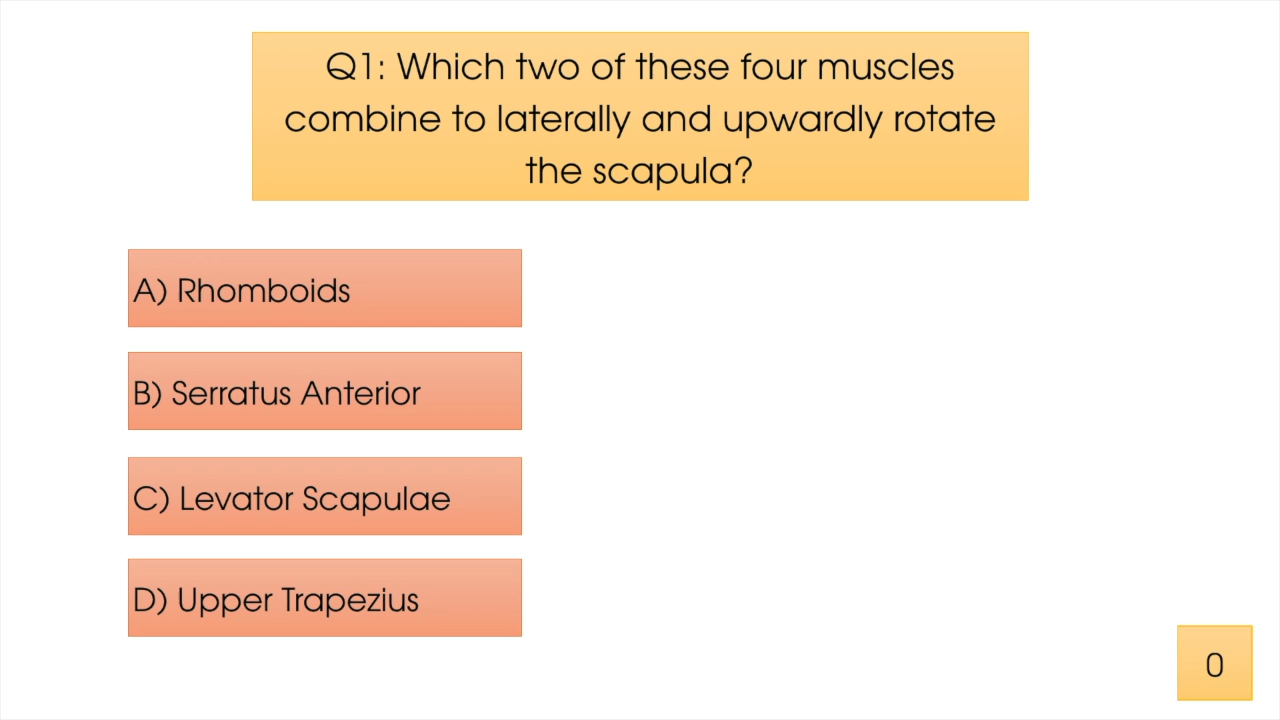 Q1: Which two of these four muscles
combine to laterally and upwardly rotate
the scapula?
A) Rhomboids
B) Serratus Anterior
C) Levator Scapulae
D) Upper Trapezius
0